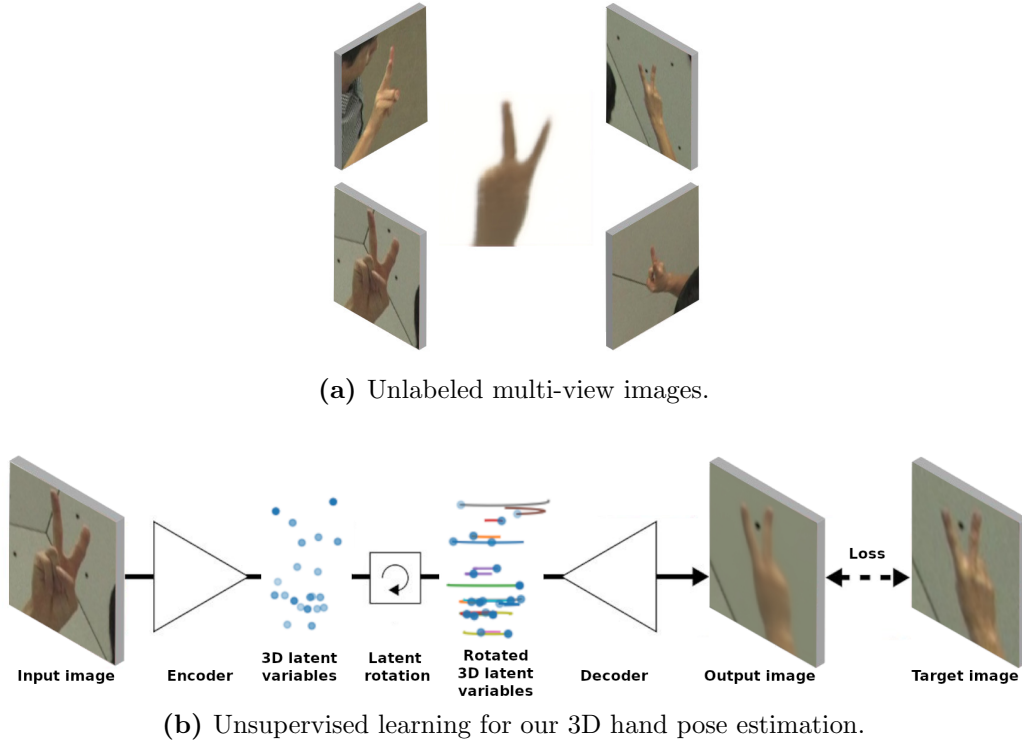 (a) Unlabeled multi-view images.
Loss
Input image
Encoder
3D latent
variables
Latent
rotation
Rotated
3D latent
variables
Decoder
Output image
Target image
(b) Unsupervised learning for our 3D hand pose estimation.